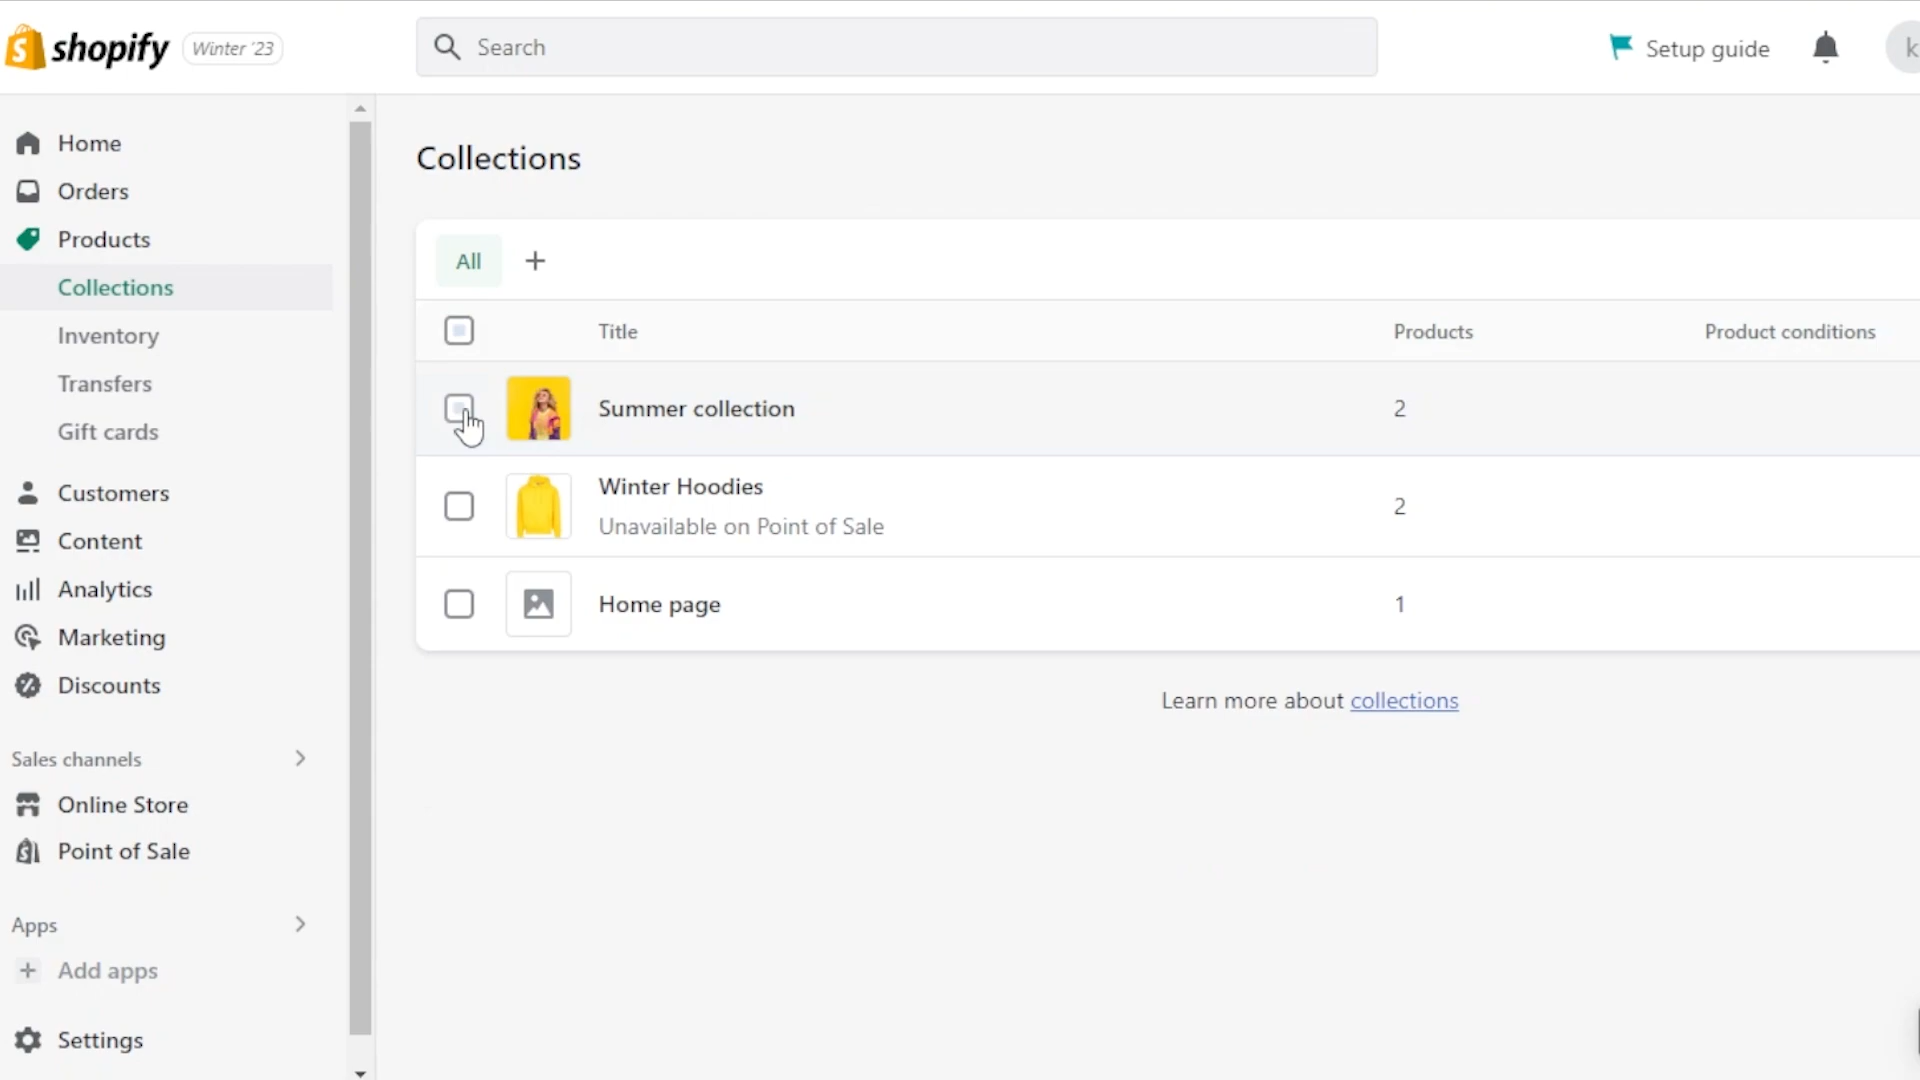 shopify
Winter '23
Search
Setup guide
k
Home
Orders
Products
Collections
Inventory
Transfers
Gift cards
Customers
Content
Analytics
Marketing
Discounts
Sales channels
Online Store
Point of Sale
Apps
Add apps
Settings
Collections
All
Title Products Product conditions
Summer collection 2
Winter Hoodies
Unavailable on Point of Sale
2
Home page 1
Learn more about collections